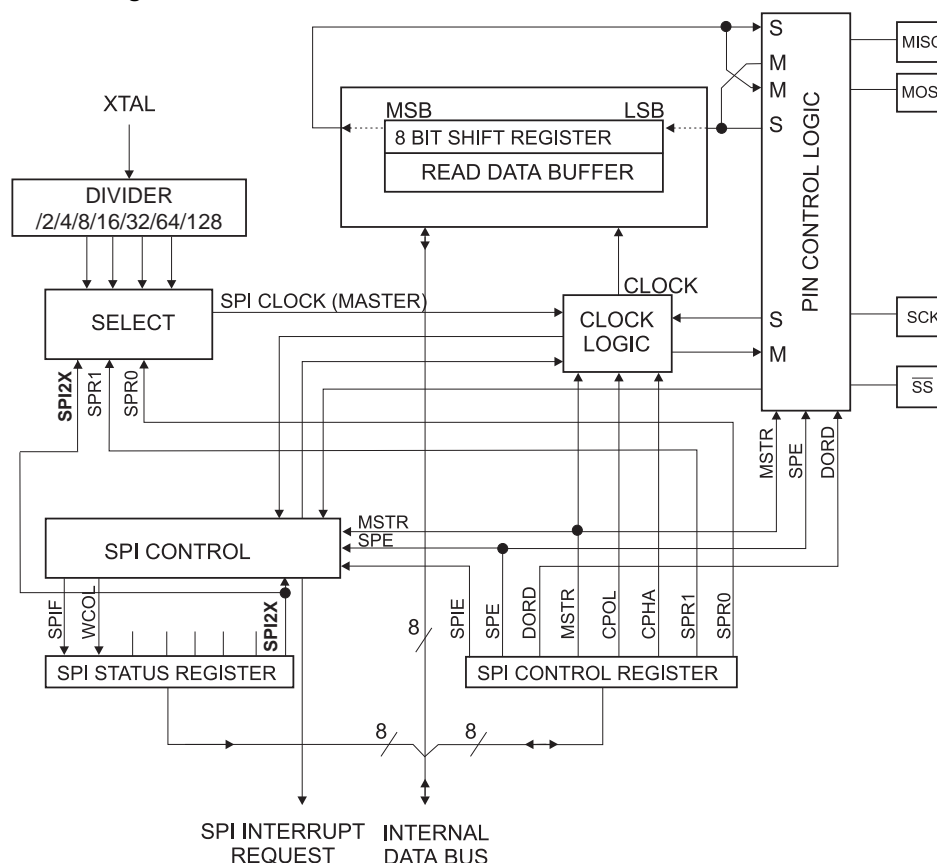 S
MISO
M
M
MOS
XTAL
MSB
LSB
S
8 BIT SHIFT REGISTER
READ DATA BUFFER
PIN CONTROL LOGIC
DIVIDER
/2/4/8/16/32/64/128
SPI CLOCK (MASTER)
CLOCK
SELECT
CLOCK
LOGIC
S
SCK
M
SS
SPI2X
SPR1
SPR0
MSTR
SPE
DORD
MSTR
SPE
SPI CONTROL
SPIF
WCOL
SPI2X
SPIE
SPE
DORD
MSTR
CPOL
CPHA
SPR1
SPR0
8
SPI STATUS REGISTER
SPI CONTROL REGISTER
8
8
SPI INTERRUPT
REQUEST
INTERNAL
DATA BUS